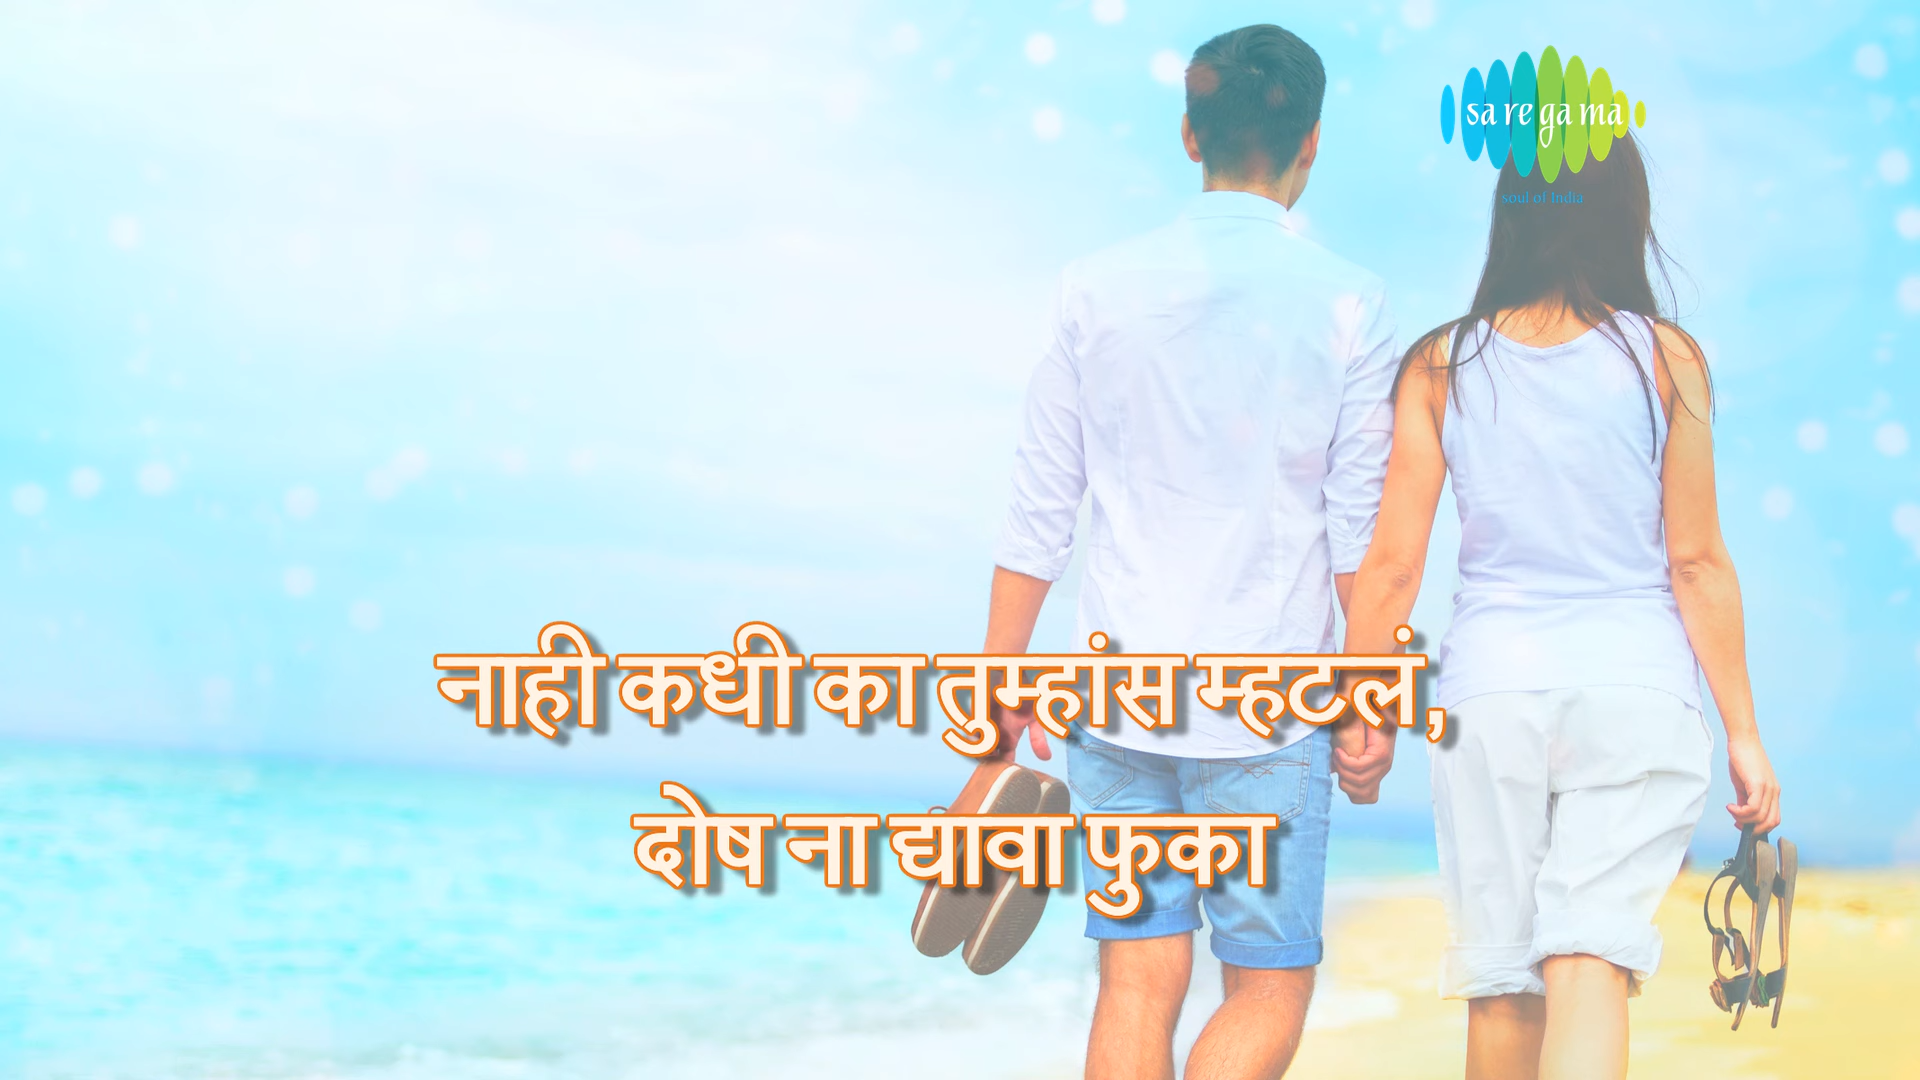 sa re ga ma
soul of India
नाही कधी का तुम्हांस म्हटलं,
दोष ना द्यावा फुका